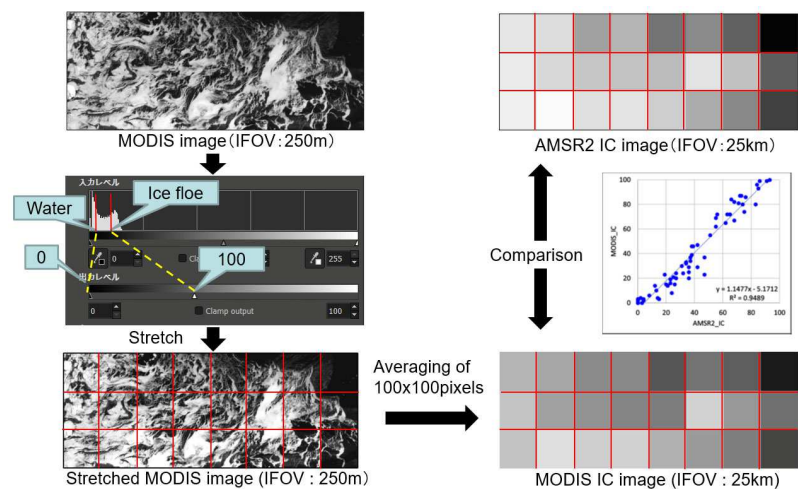 MODIS image(IFOV:250m)
AMSR2 IC image(IFOV:25km)
入力レベル
Water
Ice floe
0
0
Cla
255
100
出力レベル
0
Clamp output
100
Stretch
Comparison
MODIS_IC
100
80
60
40
20
0
y = 1.1477x - 5.1712
R² = 0.9489
0 20 40 60 80 100
AMSR2_IC
Averaging of
100x100pixels
Stretched MODIS image (IFOV : 250m)
MODIS IC image (IFOV : 25km)